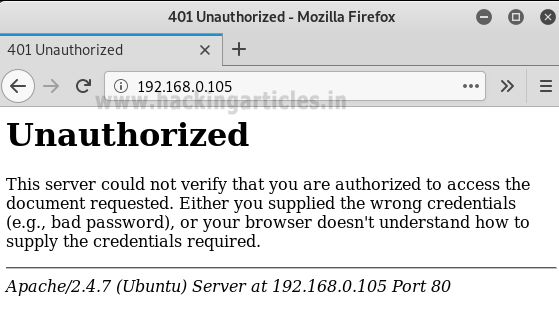 401 Unauthorized - Mozilla Firefox
401 Unauthorized
192.168.0.105
www.hackingarticles.in
Unauthorized
This server could not verify that you are authorized to access the
document requested. Either you supplied the wrong credentials
(e.g., bad password), or your browser doesn't understand how to
supply the credentials required.
Apache/2.4.7 (Ubuntu) Server at 192.168.0.105 Port 80